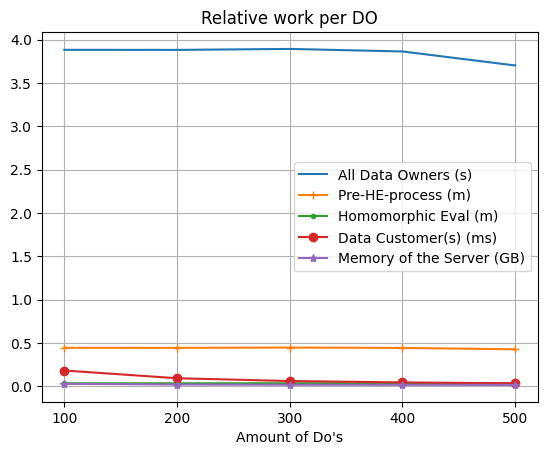 Relative work per DO
4.0
3.5
3.0
2.5
2.0
1.5
1.0
0.5
0.0
All Data Owners (s)
Pre-HE-process (m)
Homomorphic Eval (m)
Data Customer(s) (ms)
Memory of the Server (GB)
100 200 300 400 500
Amount of Do's